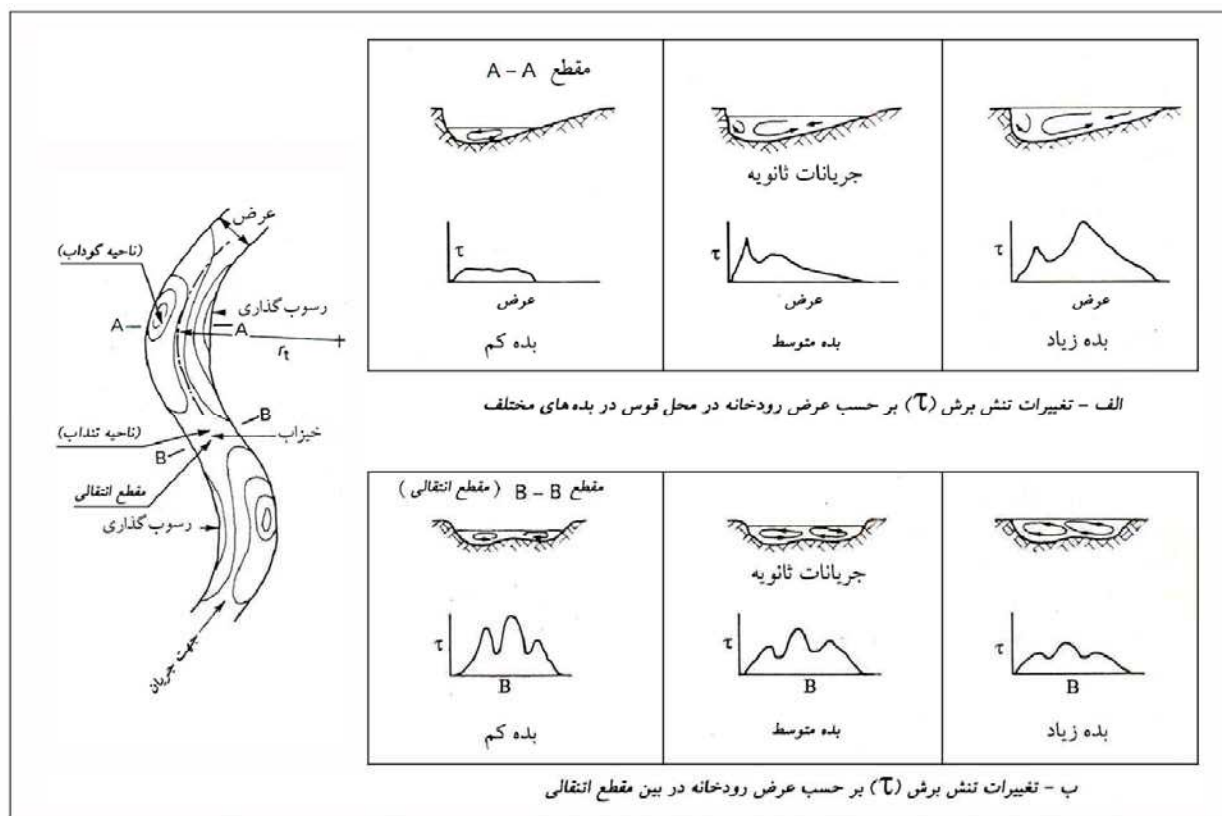 عرض
(ناحیه گوداب)
رسوب گذاری
A
A
rt
B
(ناحیه تنداب)
خیزاب
B
مقطع انتقالی
رسوب گذاری
جهت جریان
مقطع A – A
جریانات ثانویه
τ
عرض
بده کم
τ
عرض
بده متوسط
τ
عرض
بده زیاد
الف – تغییرات تنش برش (τ) بر حسب عرض رودخانه در محل قوس در بده های مختلف
مقطع B – B (مقطع انتقالی)
جریانات ثانویه
τ
B
بده کم
τ
B
بده متوسط
τ
B
بده زیاد
ب – تغییرات تنش برش (τ) بر حسب عرض رودخانه در بین مقطع انتقالی